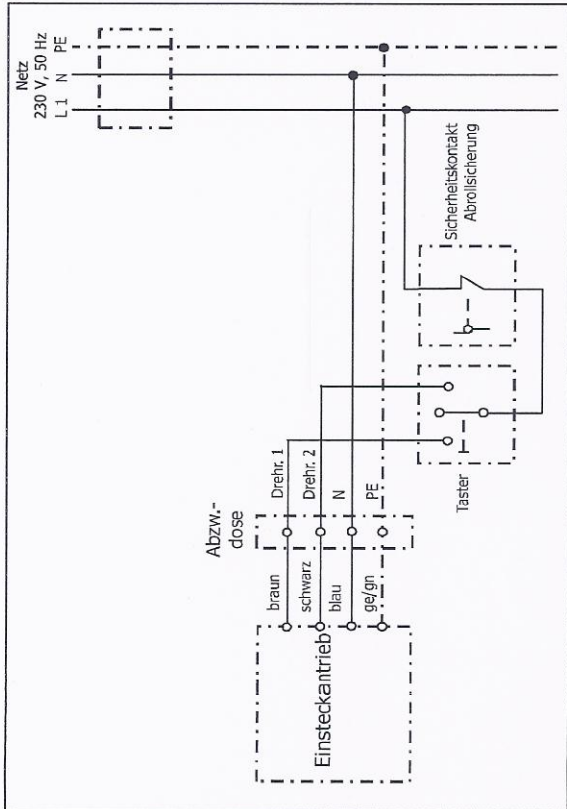 Netz
230 V, 50 Hz
L1 N PE
Sicherheitskontakt
Abrollsicherung
Taster
Abzw.-
dose
Drehr. 1
Drehr. 2
N
PE
braun
schwarz
blau
ge/gn
Einsteckantrieb